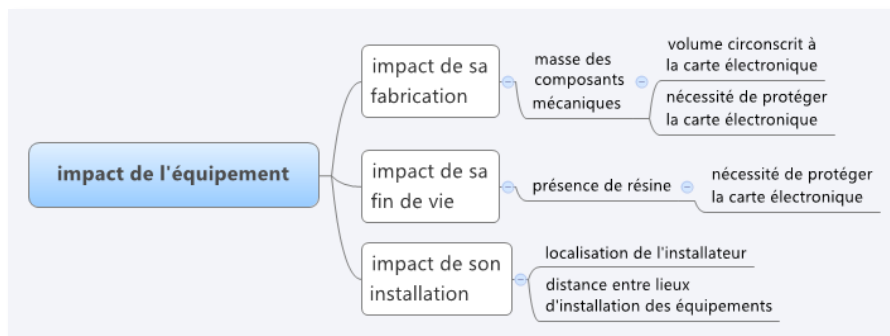 impact de l'équipement
impact de sa
fabrication
masse des
composants
mécaniques
volume circonscrit à
la carte électronique
nécessité de protéger
la carte électronique
impact de sa
fin de vie
présence de résine
nécessité de protéger
la carte électronique
impact de son
installation
localisation de l'installateur
distance entre lieux
d'installation des équipements